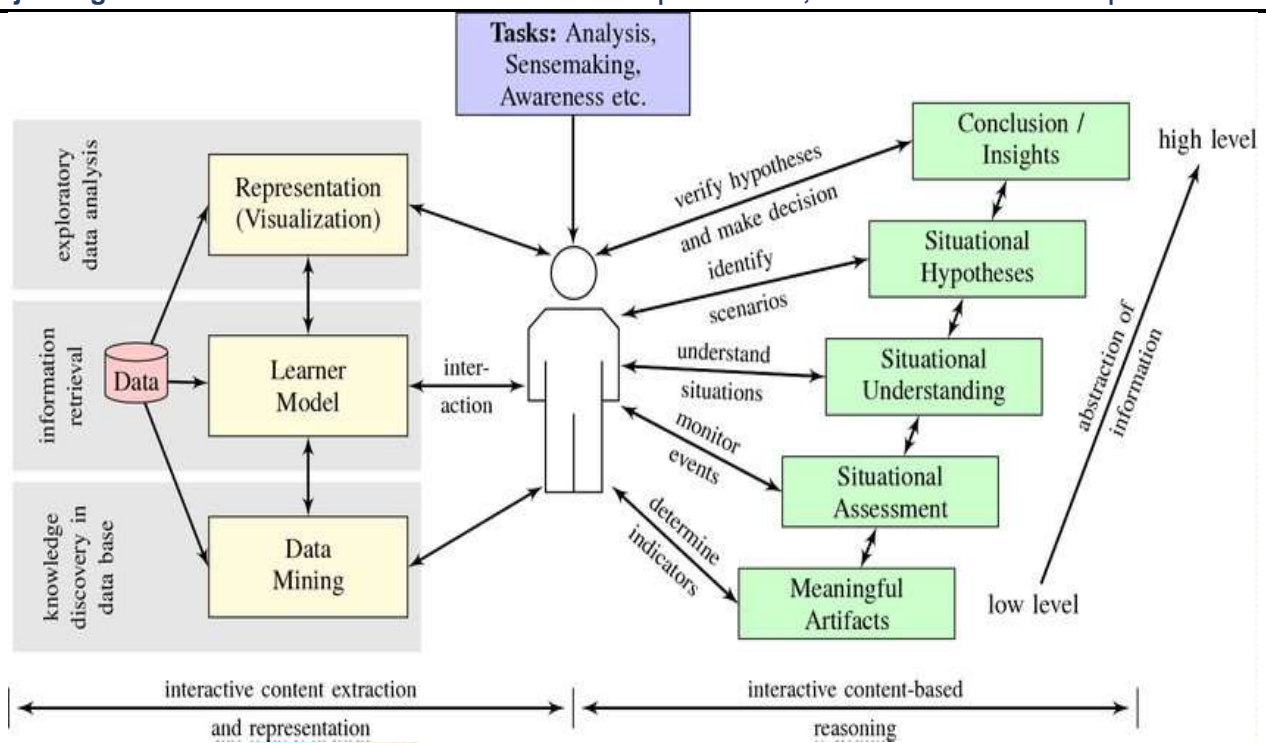 Tasks: Analysis,
Sensemaking,
Awareness etc.
exploratory
data analysis
Representation
(Visualization)
information
retrieval
Data
Learner
Model
inter-
action
knowledge
discovery in
data base
Data
Mining
verify hypotheses
and make decision
identify
scenarios
understand
situations
monitor
events
determine
indicators
Conclusion /
Insights
Situational
Hypotheses
Situational
Understanding
Situational
Assessment
Meaningful
Artifacts
high level
abstraction of
information
low level
interactive content extraction
and representation
interactive content-based
reasoning